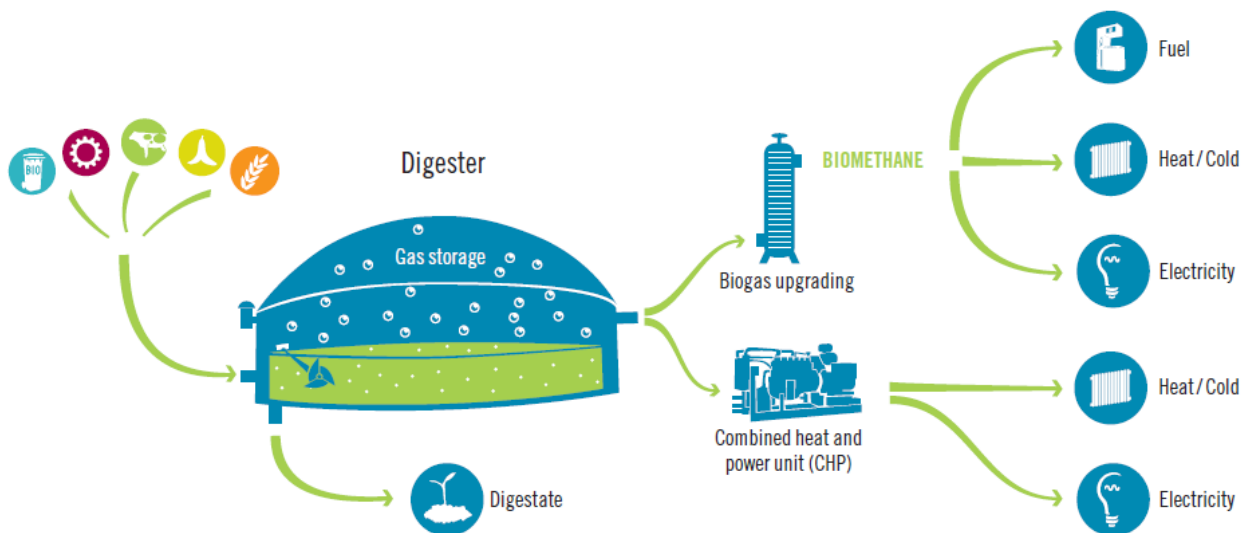 BIO
Digester
Gas storage
Digestate
Biogas upgrading
BIOMETHANE
Combined heat and
power unit (CHP)
Fuel
Heat / Cold
Electricity
Heat / Cold
Electricity